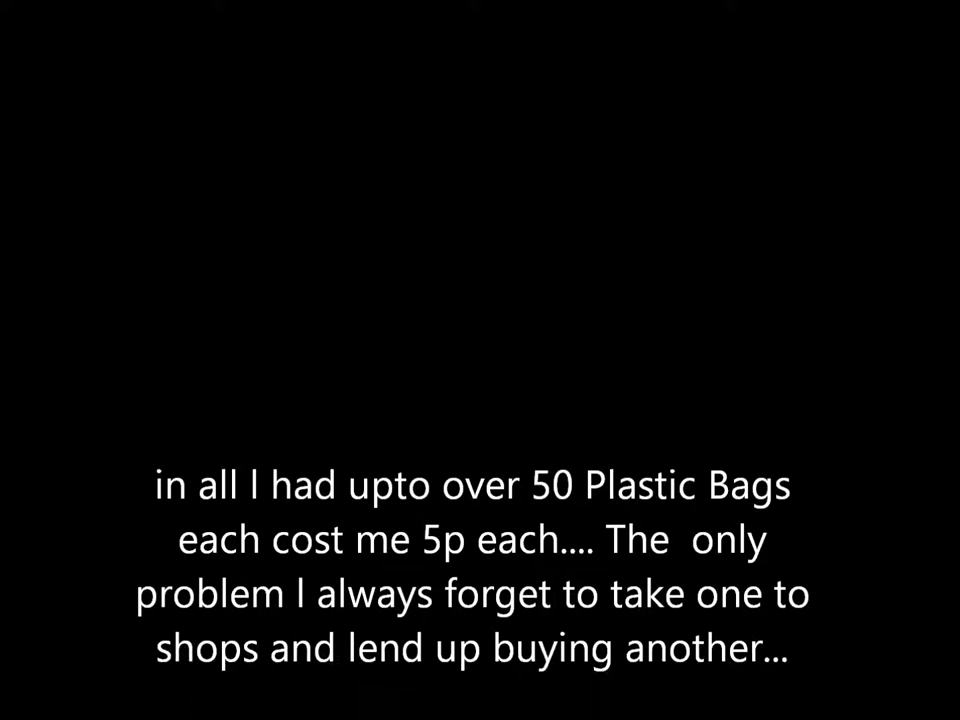 in all l had upto over 50 Plastic Bags
each cost me 5p each.... The  only
problem l always forget to take one to
shops and lend up buying another...